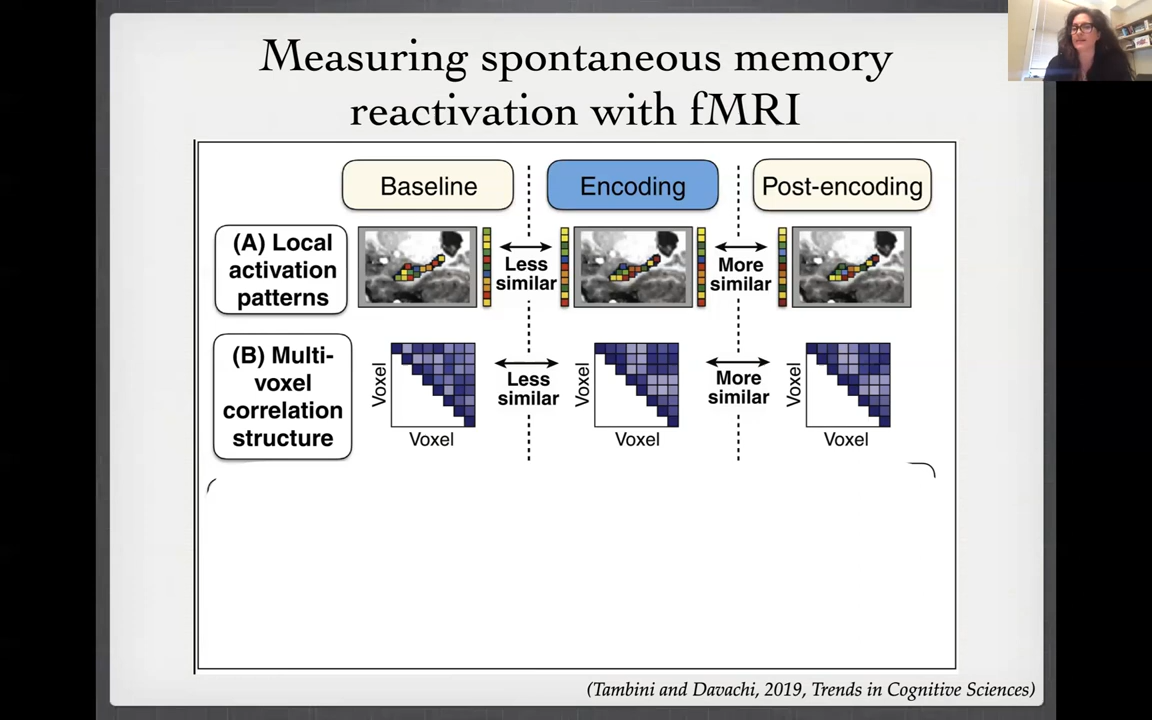 Measuring spontaneous memory
reactivation with fMRI
Baseline
Encoding
Post-encoding
(A) Local
activation
patterns
Less
similar
More
similar
(B) Multi-
voxel
correlation
structure
Voxel
Voxel
Less
similar
Voxel
Voxel
More
similar
Voxel
Voxel
(Tambini and Davachi, 2019, Trends in Cognitive Sciences)